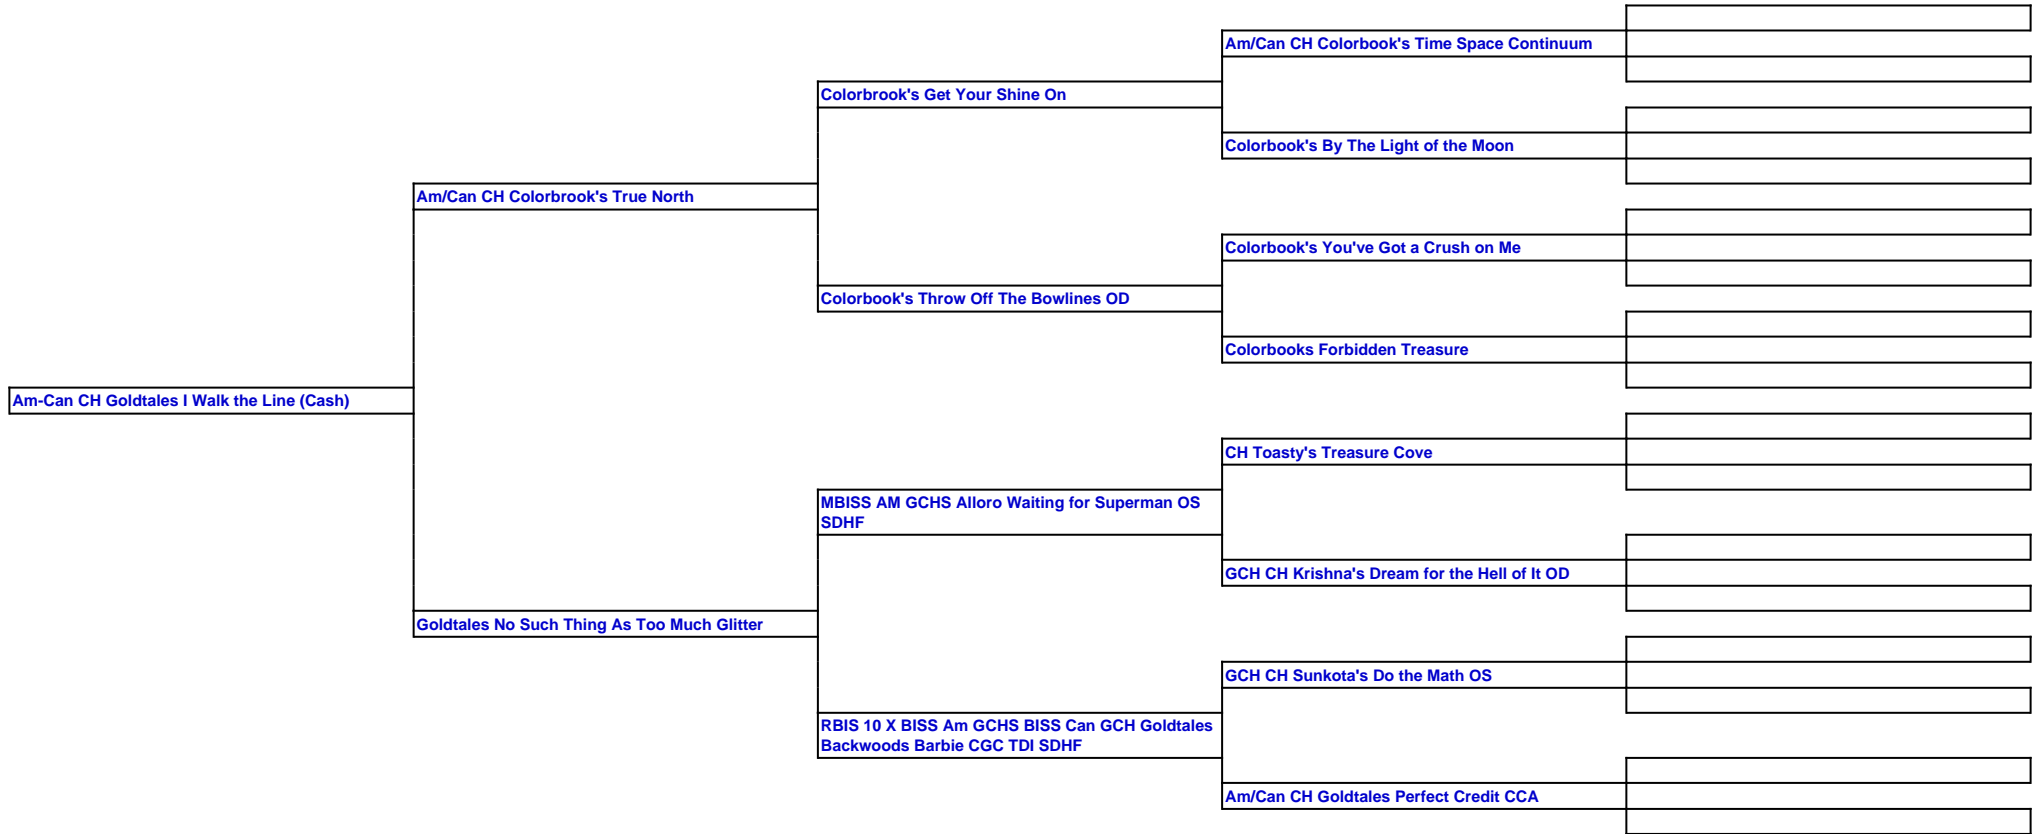 Am/Can CH Colorbook's Time Space Continuum
Colorbrook's Get Your Shine On
Colorbook's By The Light of the Moon
Am/Can CH Colorbrook's True North
Colorbook's You've Got a Crush on Me
Colorbook's Throw Off The Bowlines OD
Colorbooks Forbidden Treasure
Am-Can CH Goldtales I Walk the Line (Cash)
CH Toasty's Treasure Cove
MBISS AM GCHS Alloro Waiting for Superman OS
SDHF
GCH CH Krishna's Dream for the Hell of It OD
Goldtales No Such Thing As Too Much Glitter
GCH CH Sunkota's Do the Math OS
RBIS 10 X BISS Am GCHS BISS Can GCH Goldtales
Backwoods Barbie CGC TDI SDHF
Am/Can CH Goldtales Perfect Credit CCA